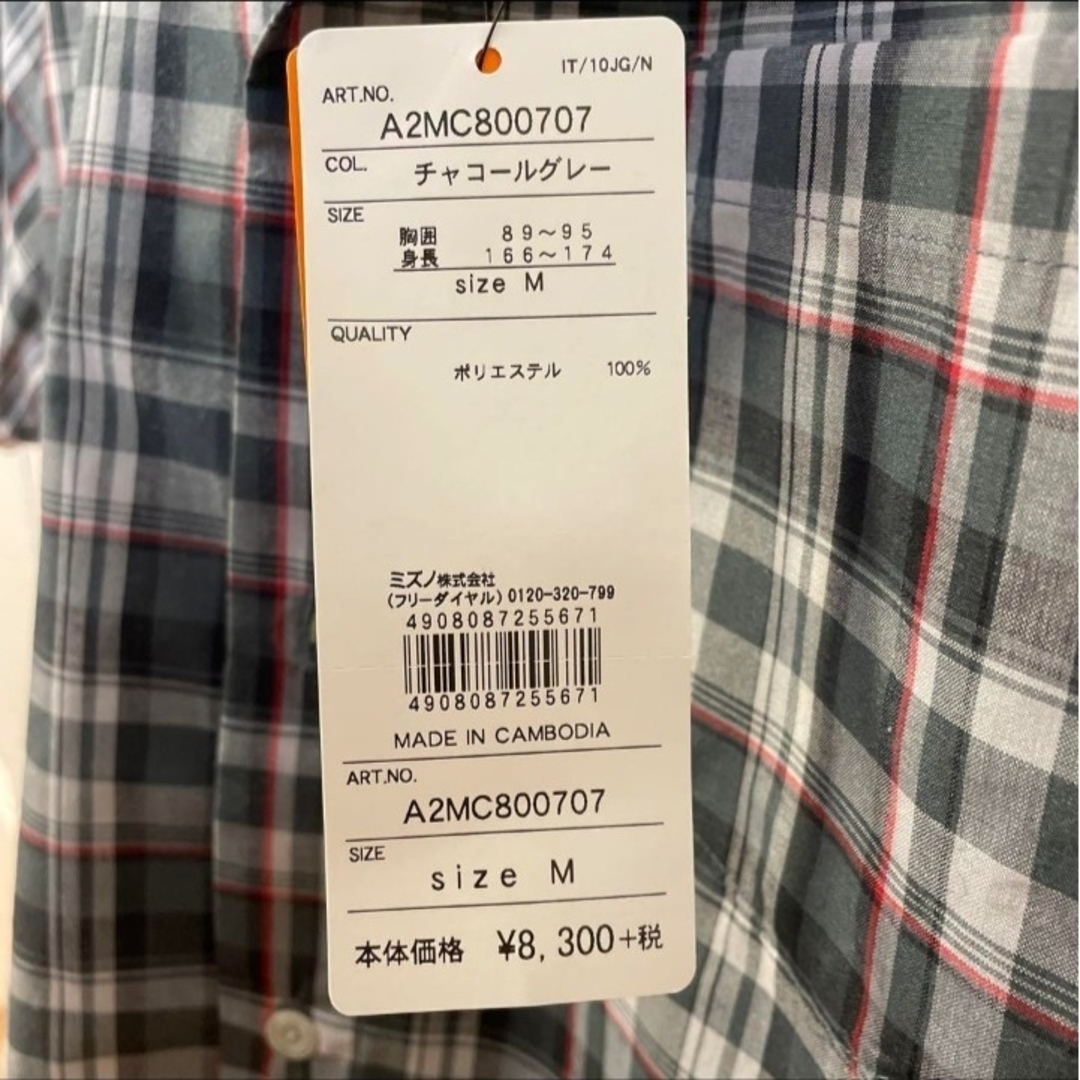 IT/10JG/N
ART.NO.
A2MC800707
COL. チャコールグレー
SIZE
胸囲 89～95
身長 166～174
size M
QUALITY
ポリエステル 100%
ミズノ株式会社
(フリーダイヤル) 0120-320-799
4908087255671
4908087255671
MADE IN CAMBODIA
ART.NO.
A2MC800707
SIZE
size M
本体価格 ¥8,300+税